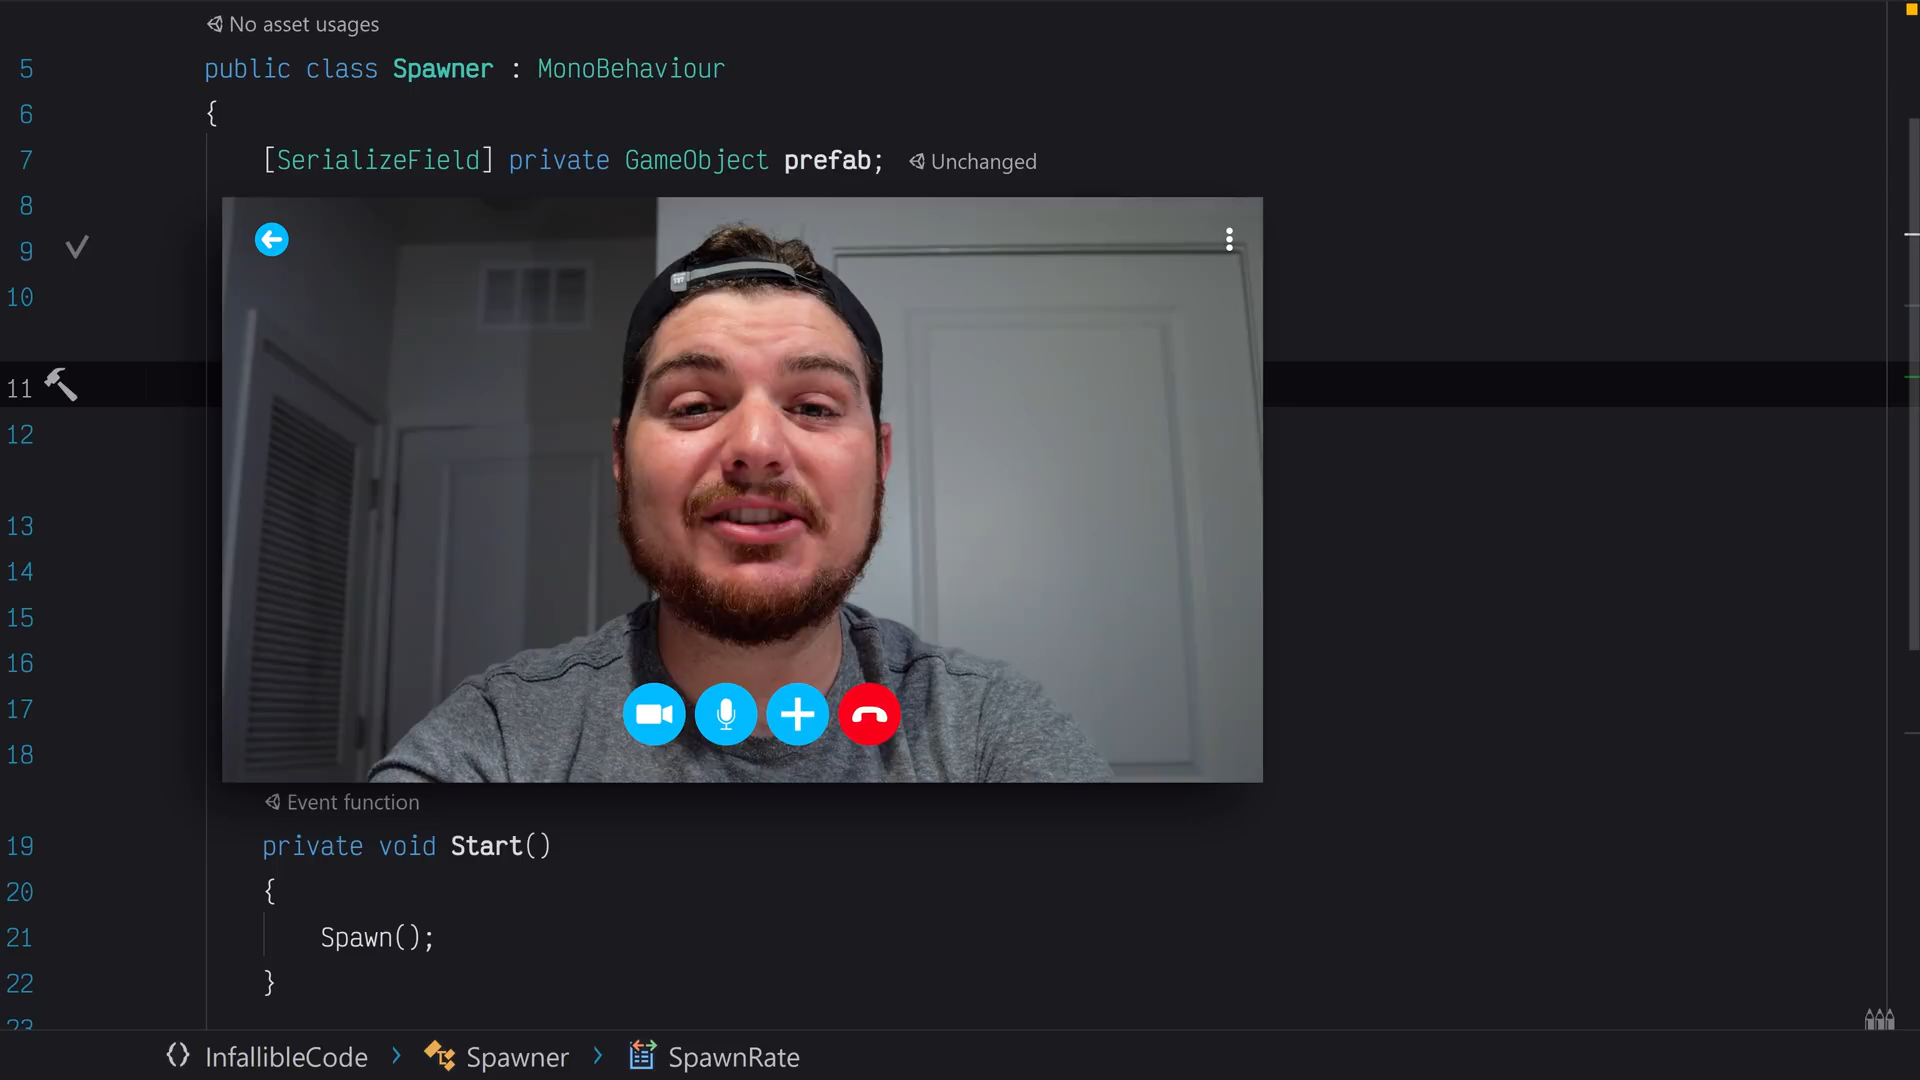 No asset usages
5 public class Spawner : MonoBehaviour
6 {
7 [SerializeField] private GameObject prefab; Unchanged
8
9
10
11
12
13
14
15
16
17
18
Event function
19 private void Start()
20 {
21 Spawn();
22 }
23
InfallibleCode > Spawner > SpawnRate